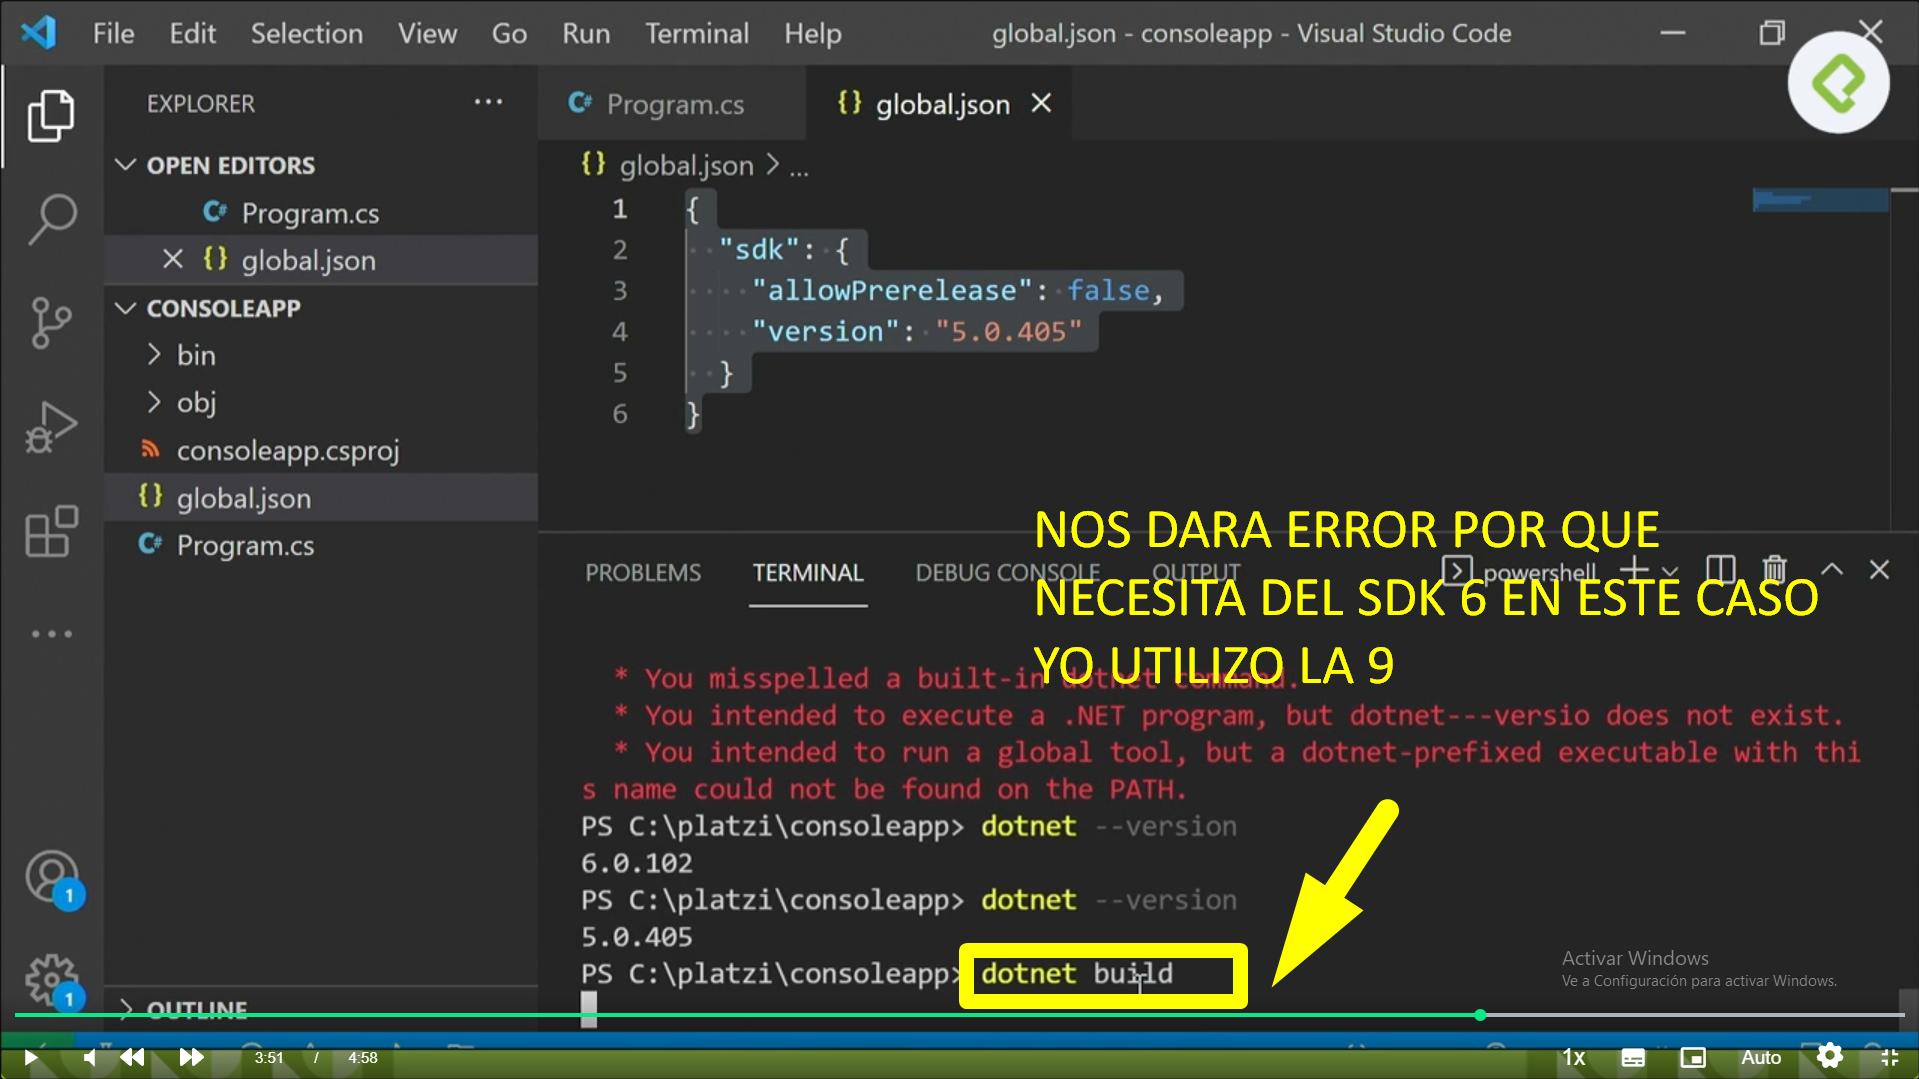 File Edit Selection View Go Run Terminal Help
global.json - consoleapp - Visual Studio Code
EXPLORER ...
OPEN EDITORS
Program.cs
global.json
CONSOLEAPP
bin
obj
consoleapp.csproj
global.json
Program.cs
OUTLINE
Program.cs global.json
global.json > ...
1 {
2 "sdk": {
3 "allowPrerelease": false,
4 "version": "5.0.405"
5 }
6 }
NOS DARA ERROR POR QUE
NECESITA DEL SDK 6 EN ESTE CASO
YO UTILIZO LA 9
PROBLEMS TERMINAL DEBUG CONSOLE OUTPUT powershell
* You misspelled a built-in dotnet command.
* You intended to execute a .NET program, but dotnet---versio does not exist.
* You intended to run a global tool, but a dotnet-prefixed executable with thi
s name could not be found on the PATH.
PS C:\platzi\consoleapp> dotnet --version
6.0.102
PS C:\platzi\consoleapp> dotnet --version
5.0.405
PS C:\platzi\consoleapp> dotnet build
Activar Windows
Ve a Configuración para activar Windows.
1
1
3:51 / 4:58
1x
Auto